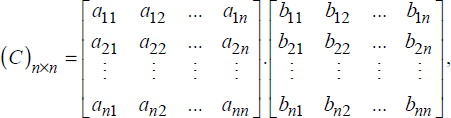 (C)n×n = [a11 a12 ... a1n] . [b11 b12 ... b1n] ,
[a21 a22 ... a2n] [b21 b22 ... b2n]
[⋮ ⋮ ⋮ ⋮] [⋮ ⋮ ⋮ ⋮]
[an1 an2 ... ann] [bn1 bn2 ... bnn]